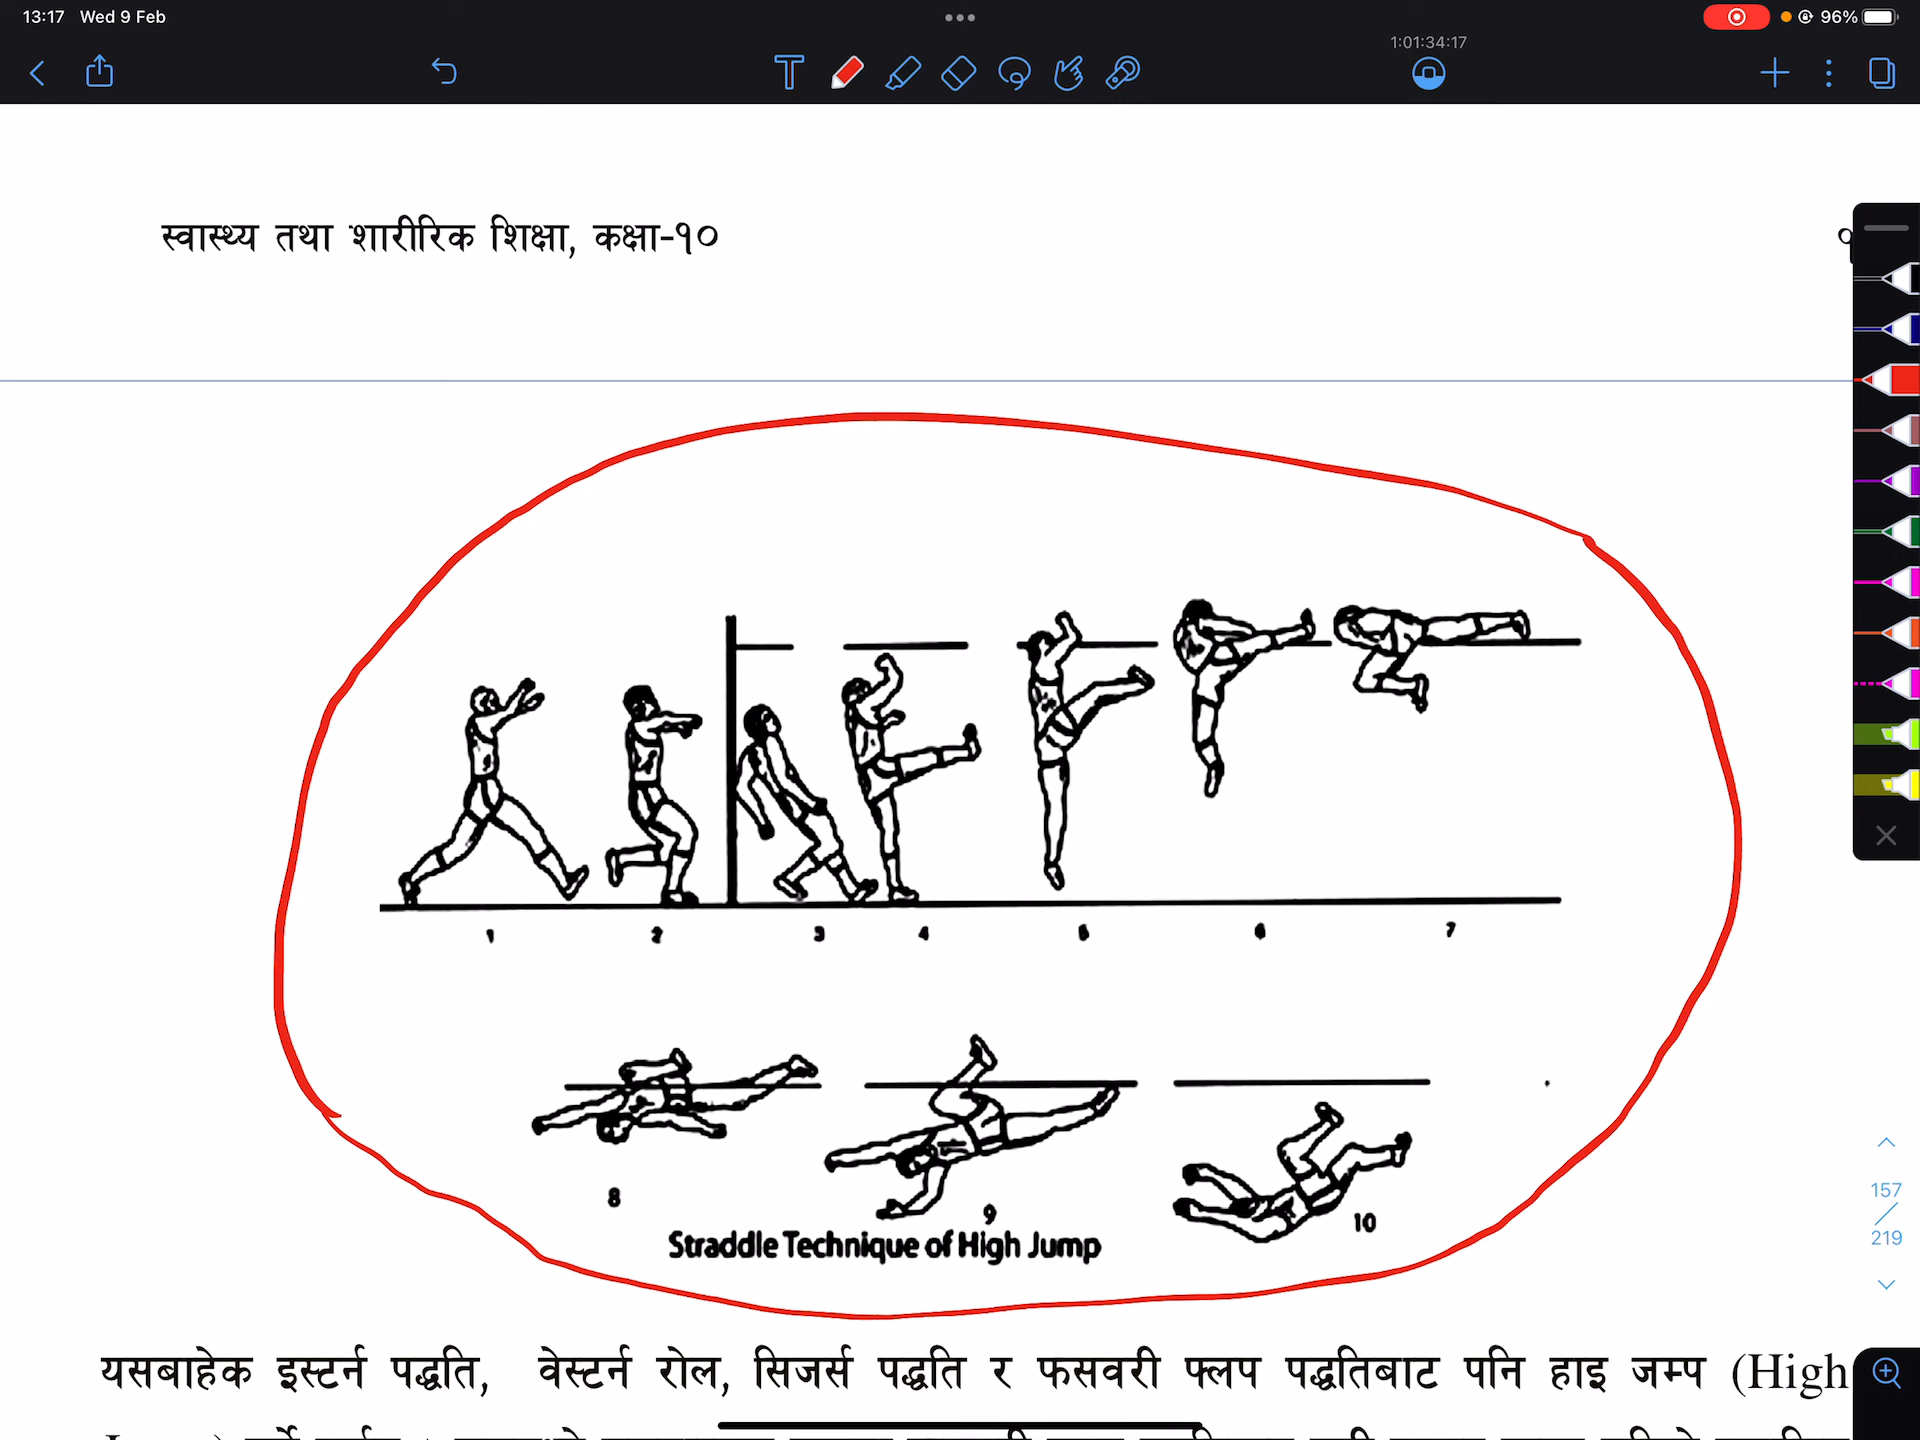 13:17 Wed 9 Feb
96%
1:01:34:17
स्वास्थ्य तथा शारीरिक शिक्षा, कक्षा-१०
1 2 3 4 5 6 7
8 9 10
Straddle Technique of High Jump
157
219
यसबाहेक इस्टर्न पद्धति, वेस्टर्न रोल, सिजर्स पद्धति र फसवरी फ्लप पद्धतिबाट पनि हाइ जम्प (High